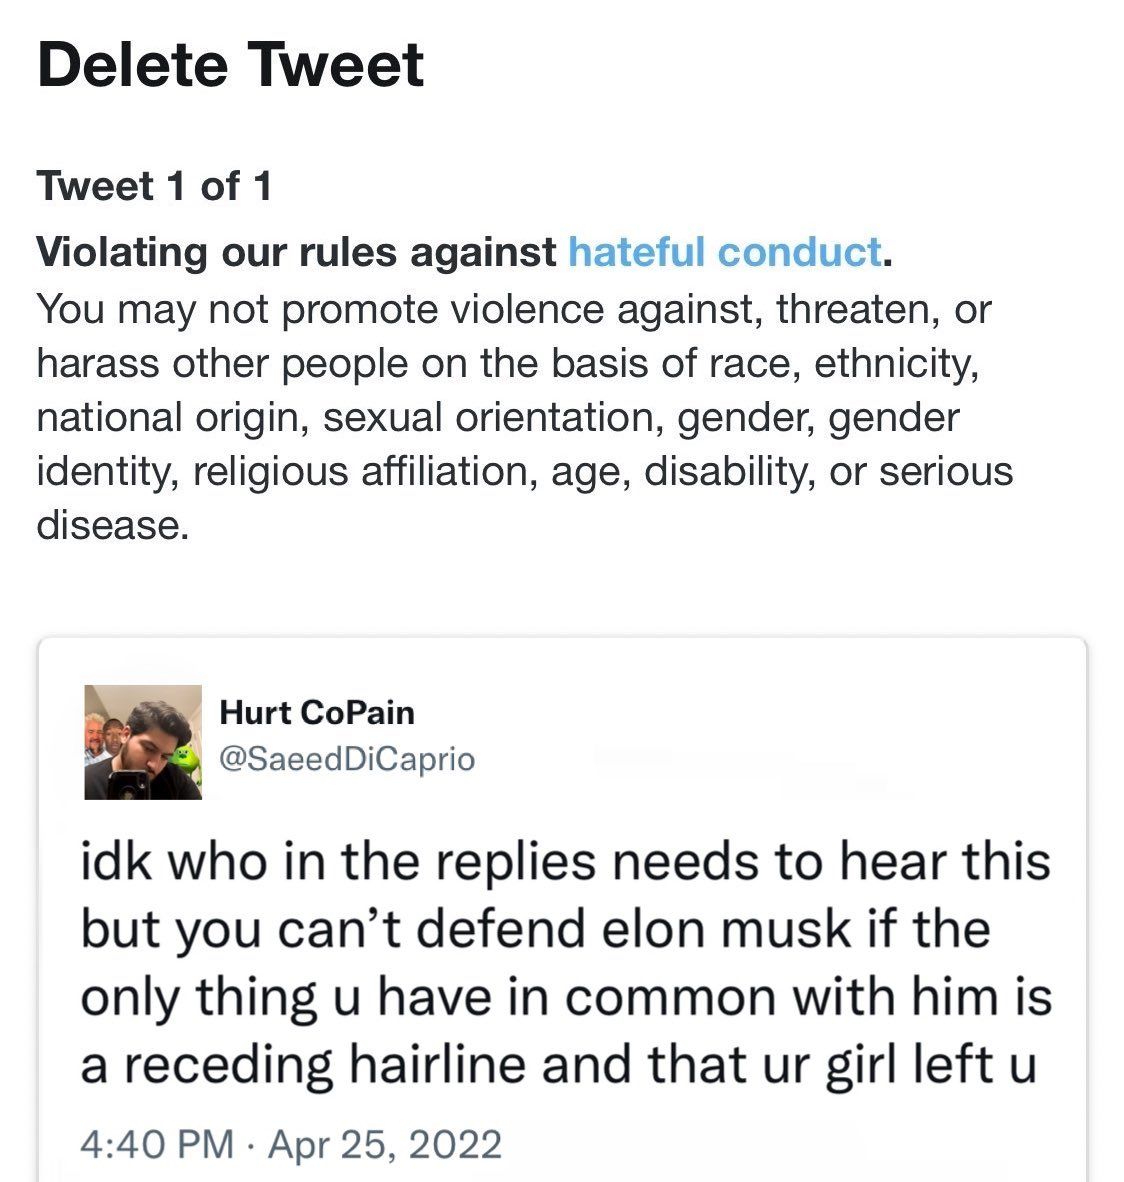 Delete Tweet
Tweet 1 of 1
Violating our rules against hateful conduct.
You may not promote violence against, threaten, or
harass other people on the basis of race, ethnicity,
national origin, sexual orientation, gender, gender
identity, religious affiliation, age, disability, or serious
disease.
Hurt CoPain
@SaeedDiCaprio
idk who in the replies needs to hear this
but you can’t defend elon musk if the
only thing u have in common with him is
a receding hairline and that ur girl left u
4:40 PM · Apr 25, 2022